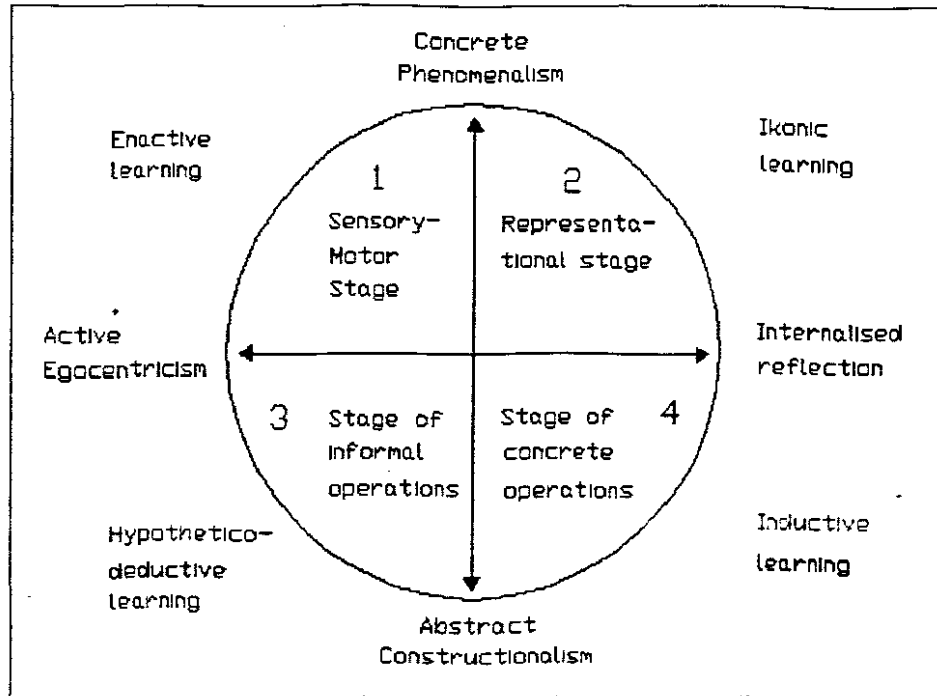 Concrete
Phenomenalism
Enactive
learning
Ikonic
learning
1
Sensory-
Motor
Stage
2
Representa-
tional stage
Active
Egocentricism
Internalised
reflection
3
Stage of
informal
operations
Stage of
concrete
operations
4
Hypothetico-
deductive
learning
Inductive
learning
Abstract
Constructionalism